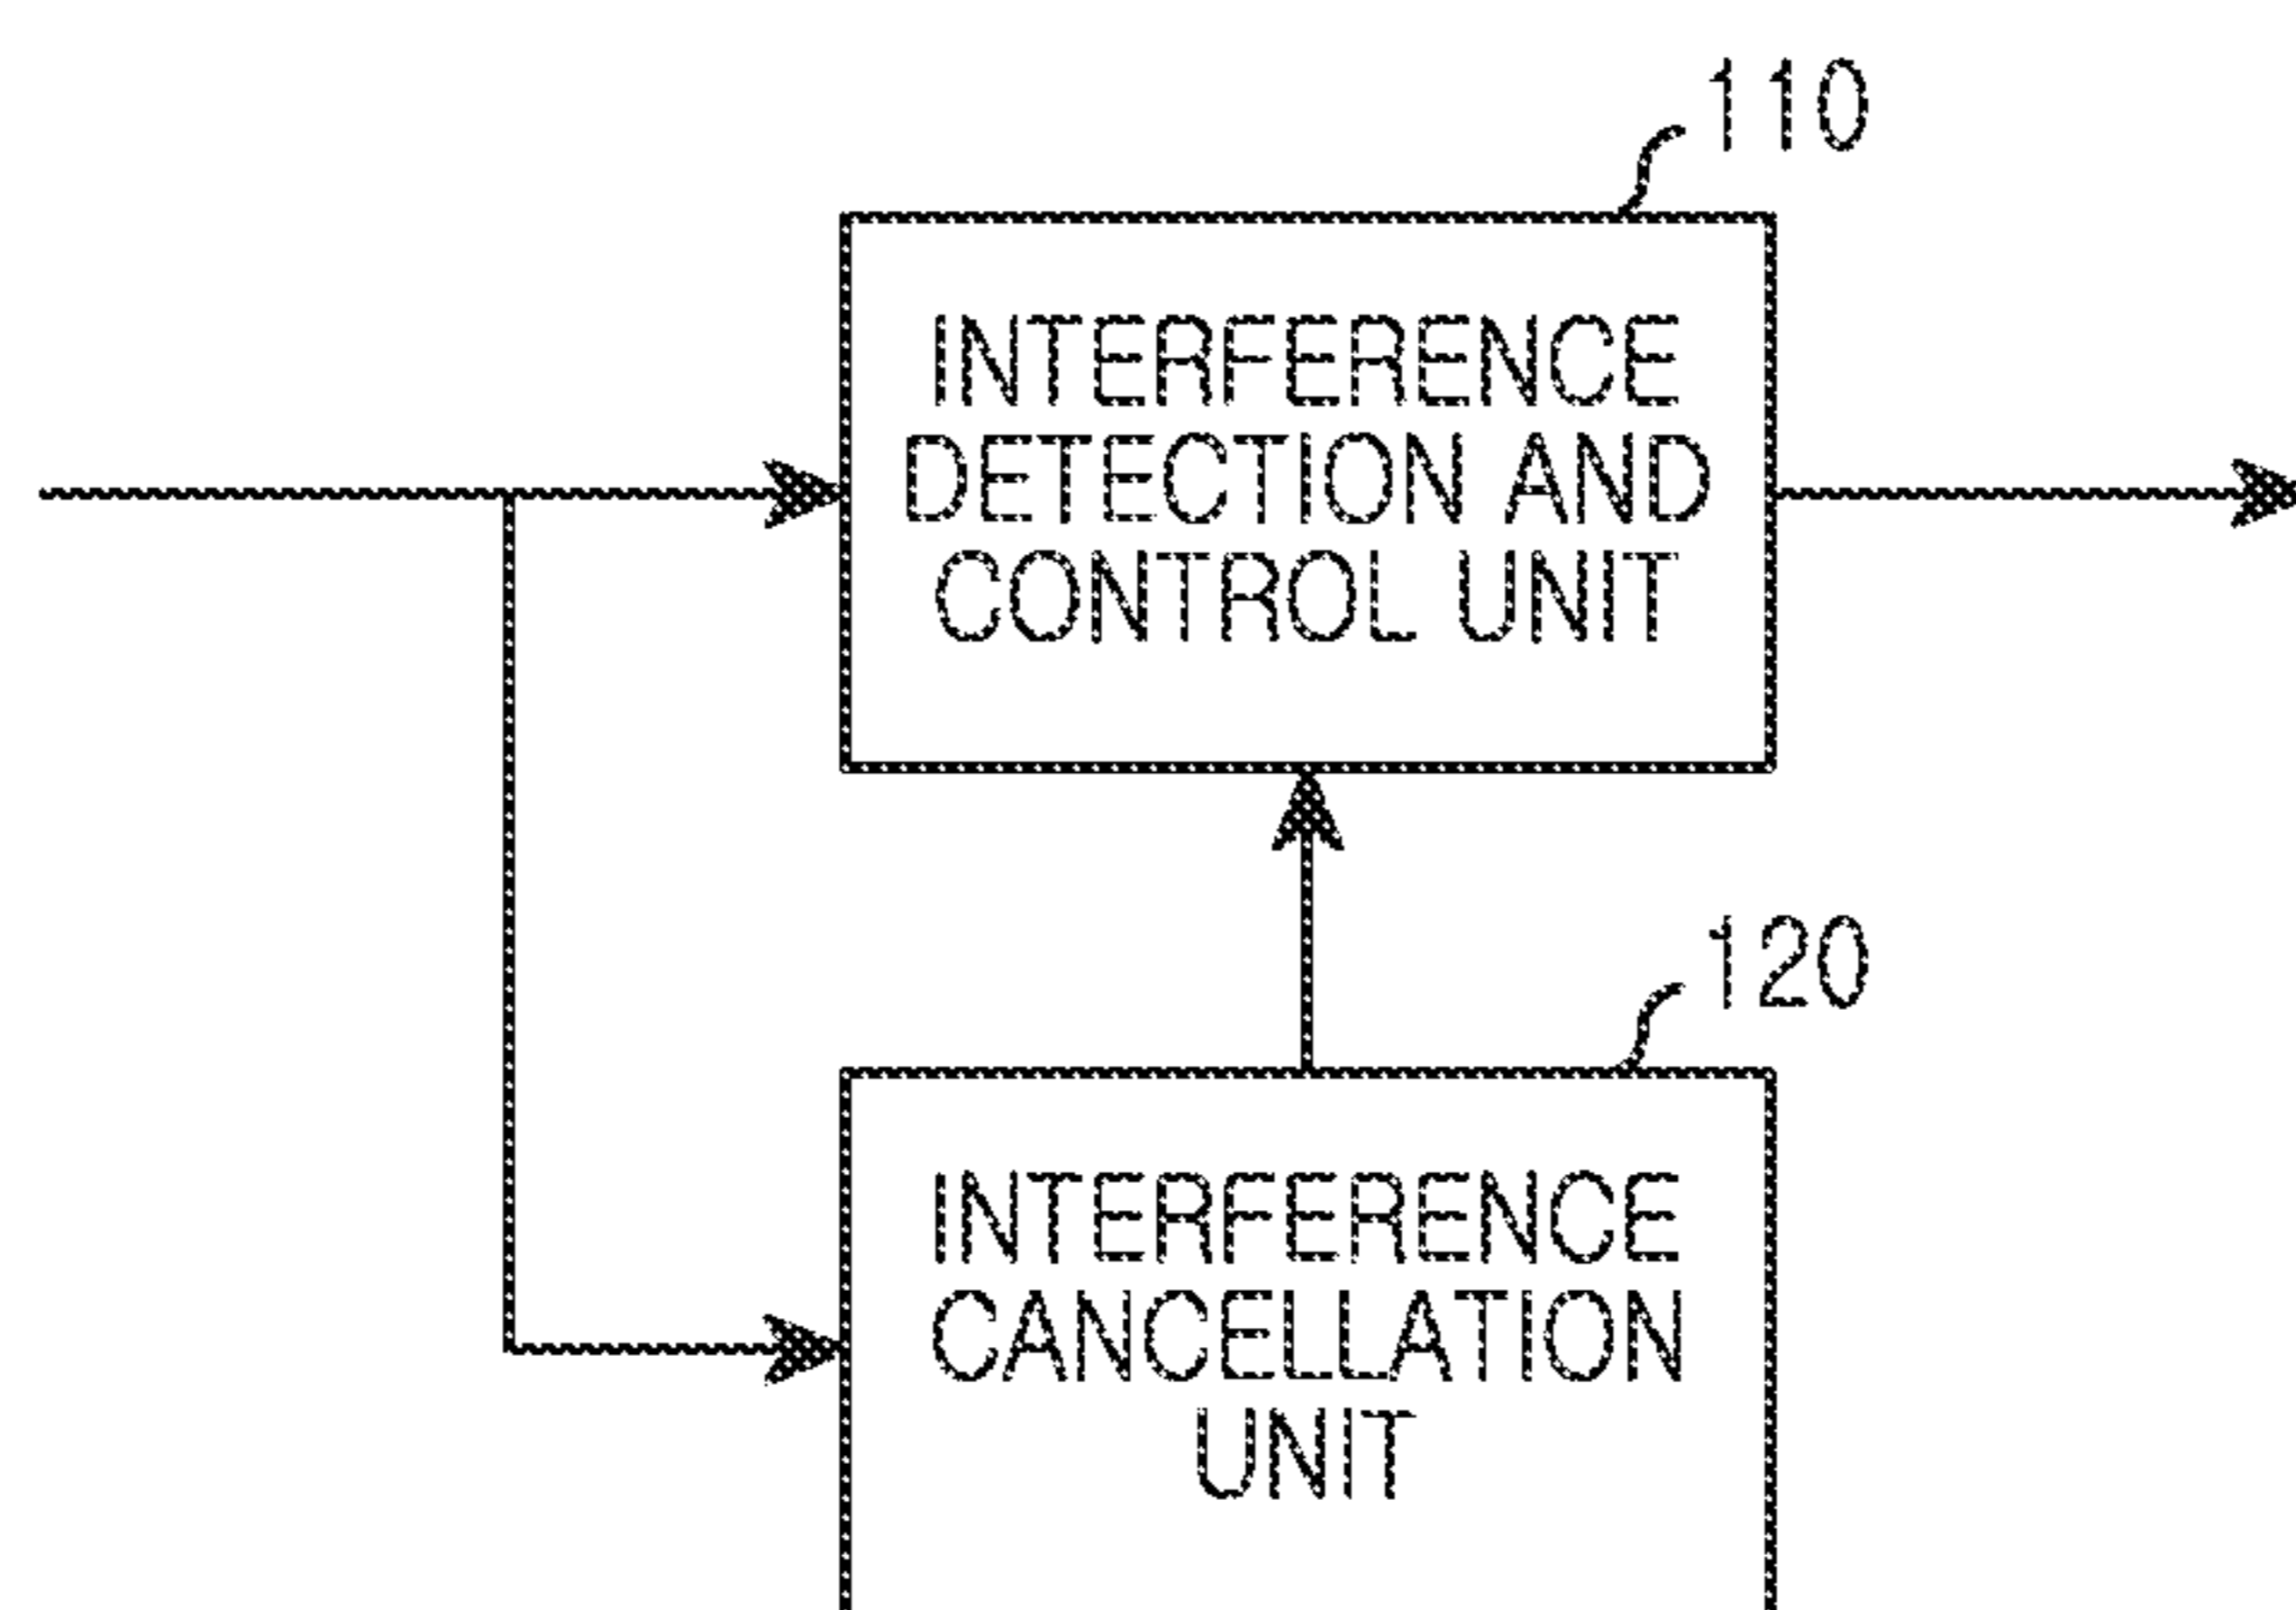 110
INTERFERENCE
DETECTION AND
CONTROL UNIT
120
INTERFERENCE
CANCELLATION
UNIT